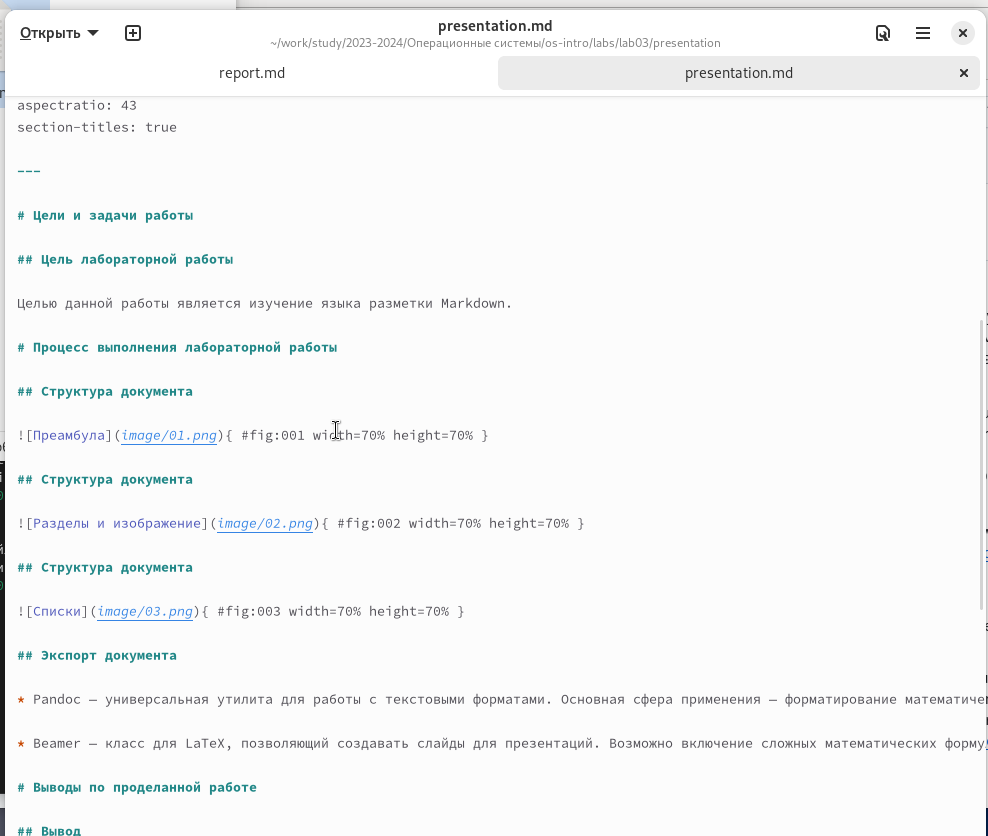 Открыть
presentation.md
~/work/study/2023-2024/Операционные системы/os-intro/labs/lab03/presentation
report.md
presentation.md
aspectratio: 43
section-titles: true
---
# Цели и задачи работы
## Цель лабораторной работы
Целью данной работы является изучение языка разметки Markdown.
# Процесс выполнения лабораторной работы
## Структура документа
![Преамбула](image/01.png){ #fig:001 width=70% height=70% }
## Структура документа
![Разделы и изображение](image/02.png){ #fig:002 width=70% height=70% }
## Структура документа
![Списки](image/03.png){ #fig:003 width=70% height=70% }
## Экспорт документа
* Pandoc — универсальная утилита для работы с текстовыми форматами. Основная сфера применения — форматирование математичес
* Beamer — класс для LaTeX, позволяющий создавать слайды для презентаций. Возможно включение сложных математических форму
# Выводы по проделанной работе
## Вывод